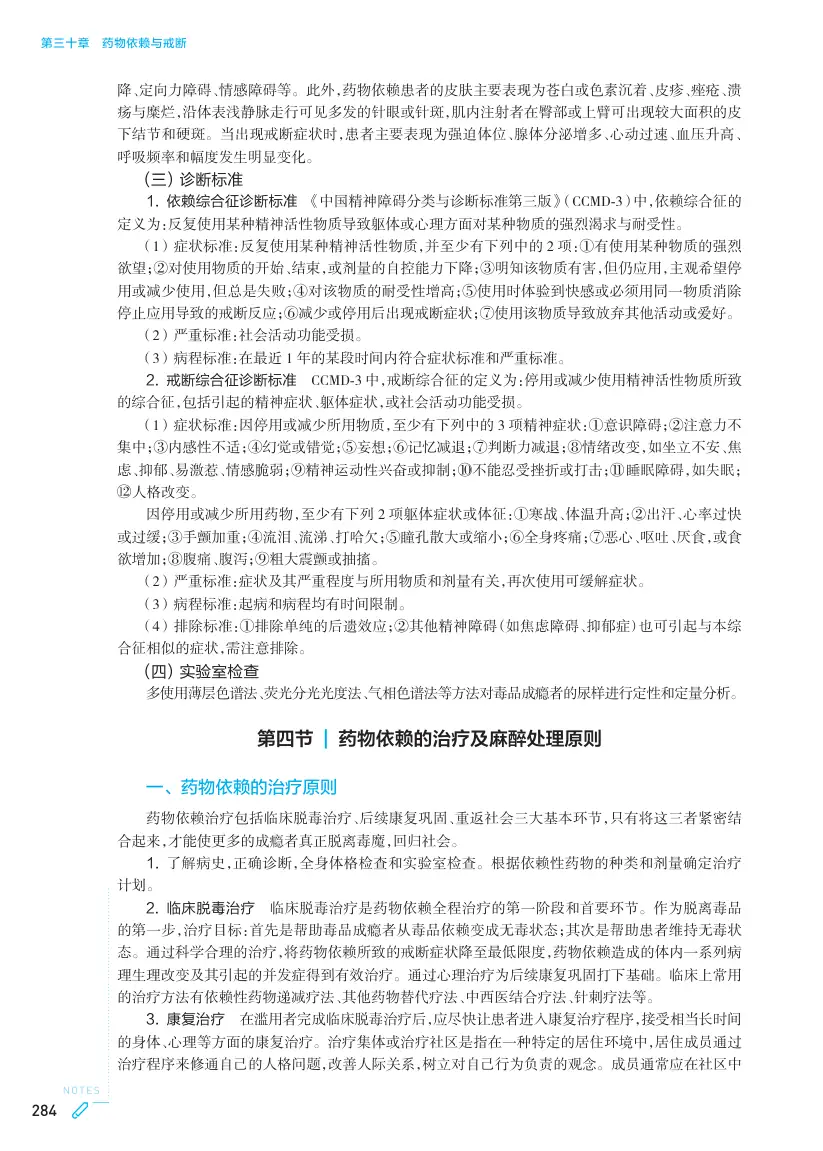 第三十章 药物依赖与戒断
降、定向力障碍、情感障碍等。此外,药物依赖患者的皮肤主要表现为苍白或色素沉着、皮疹、痤疮、溃
疡与糜烂,沿体表浅静脉走行可见多发的针眼或针斑,肌内注射者在臀部或上臂可出现较大面积的皮
下结节和硬斑。当出现戒断症状时,患者主要表现为强迫体位、腺体分泌增多、心动过速、血压升高、
呼吸频率和幅度发生明显变化。
(三)诊断标准
1. 依赖综合征诊断标准 《中国精神障碍分类与诊断标准第三版》(CCMD-3)中,依赖综合征的
定义为:反复使用某种精神活性物质导致躯体或心理方面对某种物质的强烈渴求与耐受性。
(1)症状标准:反复使用某种精神活性物质,并至少有下列中的 2 项:①有使用某种物质的强烈
欲望;②对使用物质的开始、结束,或剂量的自控能力下降;③明知该物质有害,但仍应用,主观希望停
用或减少使用,但总是失败;④对该物质的耐受性增高;⑤使用时体验到快感或必须用同一物质消除
停止应用导致的戒断反应;⑥减少或停用后出现戒断症状;⑦使用该物质导致放弃其他活动或爱好。
(2)严重标准:社会活动功能受损。
(3)病程标准:在最近 1 年的某段时间内符合症状标准和严重标准。
2. 戒断综合征诊断标准 CCMD-3 中,戒断综合征的定义为:停用或减少使用精神活性物质所致
的综合征,包括引起的精神症状、躯体症状,或社会活动功能受损。
(1)症状标准:因停用或减少所用物质,至少有下列中的 3 项精神症状:①意识障碍;②注意力不
集中;③内感性不适;④幻觉或错觉;⑤妄想;⑥记忆减退;⑦判断力减退;⑧情绪改变,如坐立不安、焦
虑、抑郁、易激惹、情感脆弱;⑨精神运动性兴奋或抑制;⑩不能忍受挫折或打击;⑪睡眠障碍,如失眠;
⑫人格改变。
因停用或减少所用药物,至少有下列 2 项躯体症状或体征:①寒战、体温升高;②出汗、心率过快
或过缓;③手颤加重;④流泪、流涕、打哈欠;⑤瞳孔散大或缩小;⑥全身疼痛;⑦恶心、呕吐、厌食,或食
欲增加;⑧腹痛、腹泻;⑨粗大震颤或抽搐。
(2)严重标准:症状及其严重程度与所用物质和剂量有关,再次使用可缓解症状。
(3)病程标准:起病和病程均有时间限制。
(4)排除标准:①排除单纯的后遗效应;②其他精神障碍(如焦虑障碍、抑郁症)也可引起与本综
合征相似的症状,需注意排除。
(四)实验室检查
多使用薄层色谱法、荧光分光光度法、气相色谱法等方法对毒品成瘾者的尿样进行定性和定量分析。
第四节 | 药物依赖的治疗及麻醉处理原则
一、药物依赖的治疗原则
药物依赖治疗包括临床脱毒治疗、后续康复巩固、重返社会三大基本环节,只有将这三者紧密结
合起来,才能使更多的成瘾者真正脱离毒魔,回归社会。
1. 了解病史,正确诊断,全身体格检查和实验室检查。根据依赖性药物的种类和剂量确定治疗
计划。
2. 临床脱毒治疗 临床脱毒治疗是药物依赖全程治疗的第一阶段和首要环节。作为脱离毒品
的第一步,治疗目标:首先是帮助毒品成瘾者从毒品依赖变成无毒状态;其次是帮助患者维持无毒状
态。通过科学合理的治疗,将药物依赖所致的戒断症状降至最低限度,药物依赖造成的体内一系列病
理生理改变及其引起的并发症得到有效治疗。通过心理治疗为后续康复巩固打下基础。临床上常用
的治疗方法有依赖性药物递减疗法、其他药物替代疗法、中西医结合疗法、针刺疗法等。
3. 康复治疗 在滥用者完成临床脱毒治疗后,应尽快让患者进入康复治疗程序,接受相当长时间
的身体、心理等方面的康复治疗。治疗集体或治疗社区是指在一种特定的居住环境中,居住成员通过
治疗程序来修通自己的人格问题,改善人际关系,树立对自己行为负责的观念。成员通常应在社区中
NOTES
284